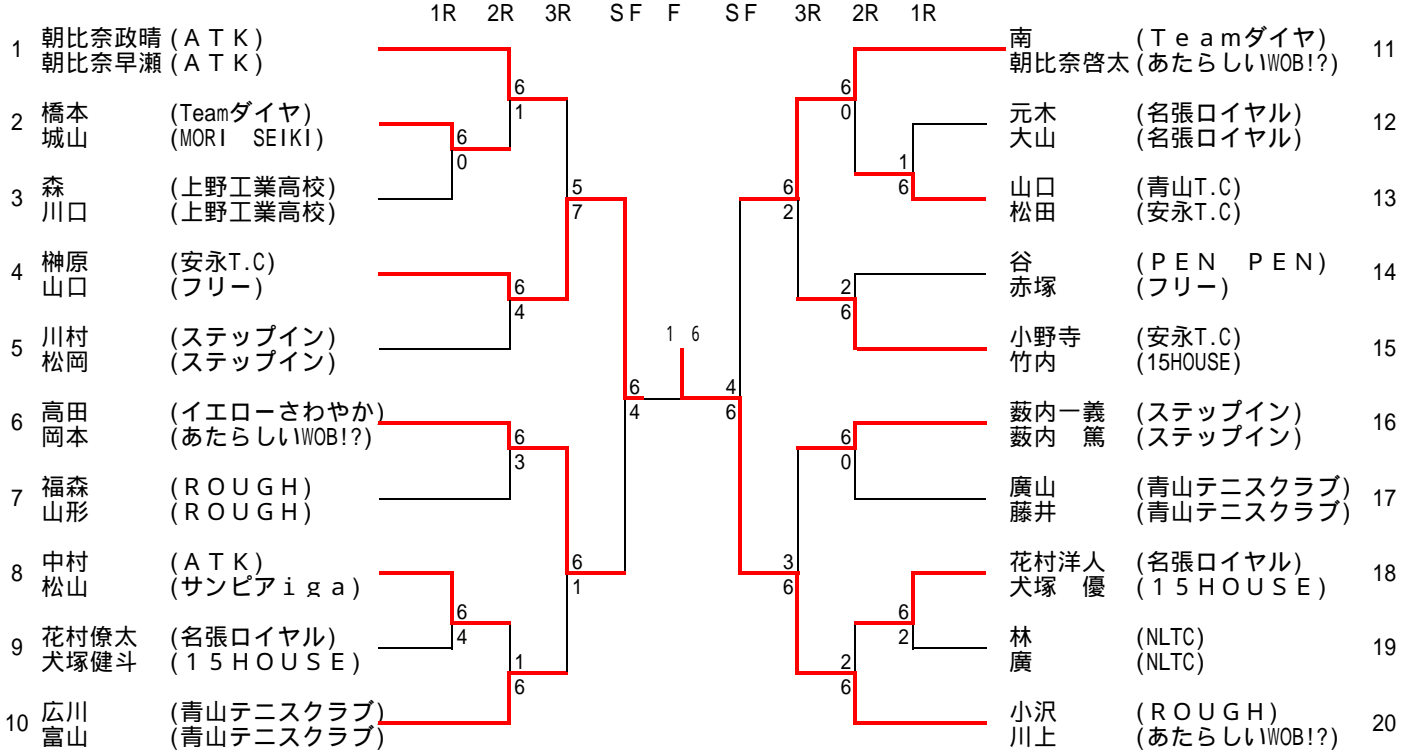 1R 2R 3R SF F SF 3R 2R 1R
1 朝比奈政晴 (ATK)
朝比奈早瀬 (ATK)
2 橋本 (Teamダイヤ)
城山 (MORI SEIKI)
3 森 (上野工業高校)
川口 (上野工業高校)
4 榊原 (安永T.C)
山口 (フリー)
5 川村 (ステップイン)
松岡 (ステップイン)
6 高田 (イエローさわやか)
岡本 (あたらしいWOB!?)
7 福森 (ROUGH)
山形 (ROUGH)
8 中村 (ATK)
松山 (サンピアiga)
9 花村僚太 (名張ロイヤル)
犬塚健斗 (15HOUSE)
10 広川 (青山テニスクラブ)
富山 (青山テニスクラブ)
6
0
6
4
6
1
6
4
6
3
1
6
5
7
6
1
6
4
1 6
4
6
6
2
3
6
6
0
2
6
6
0
2
6
1
6
6
2
南 (Teamダイヤ) 11
朝比奈啓太 (あたらしいWOB!?)
元木 (名張ロイヤル) 12
大山 (名張ロイヤル)
山口 (青山T.C) 13
松田 (安永T.C)
谷 (PEN PEN) 14
赤塚 (フリー)
小野寺 (安永T.C) 15
竹内 (15HOUSE)
薮内一義 (ステップイン) 16
薮内 篤 (ステップイン)
廣山 (青山テニスクラブ) 17
藤井 (青山テニスクラブ)
花村洋人 (名張ロイヤル) 18
犬塚 優 (15HOUSE)
林 (NLTC) 19
廣 (NLTC)
小沢 (ROUGH) 20
川上 (あたらしいWOB!?)